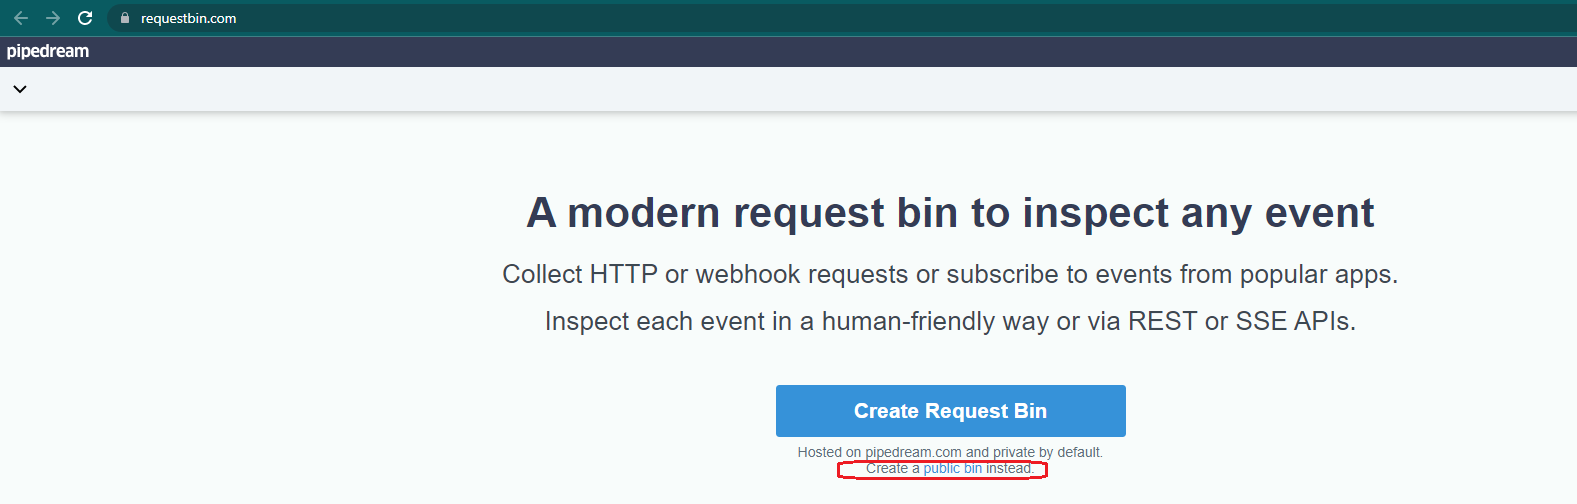 requestbin.com
pipedream
A modern request bin to inspect any event
Collect HTTP or webhook requests or subscribe to events from popular apps.
Inspect each event in a human-friendly way or via REST or SSE APIs.
Create Request Bin
Hosted on pipedream.com and private by default.
Create a public bin instead.